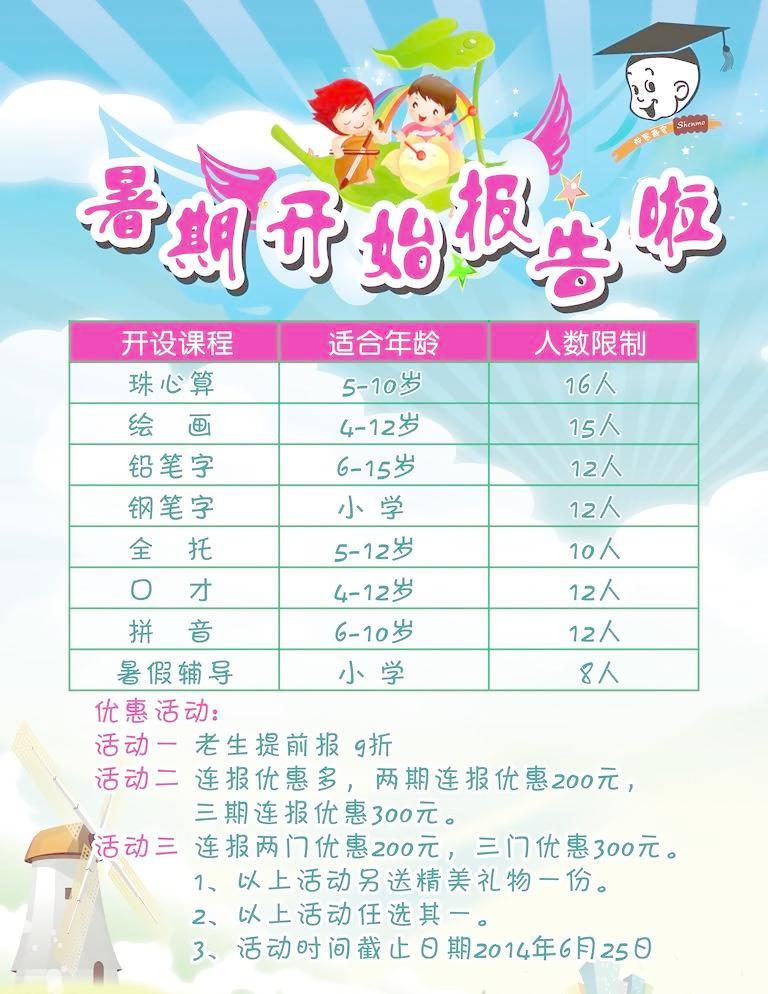 Shenmo
暑期开始报告啦
开设课程 适合年龄 人数限制
珠心算 5-10岁 16人
绘 画 4-12岁 15人
铅笔字 6-15岁 12人
钢笔字 小 学 12人
全 托 5-12岁 10人
口 才 4-12岁 12人
拼 音 6-10岁 12人
暑假辅导 小 学 8人
优惠活动:
活动一 老生提前报 9折
活动二 连报优惠多，两期连报优惠200元，
三期连报优惠300元。
活动三 连报两门优惠200元，三门优惠300元。
1、以上活动另送精美礼物一份。
2、以上活动任选其一。
3、活动时间截止日期2014年6月25日